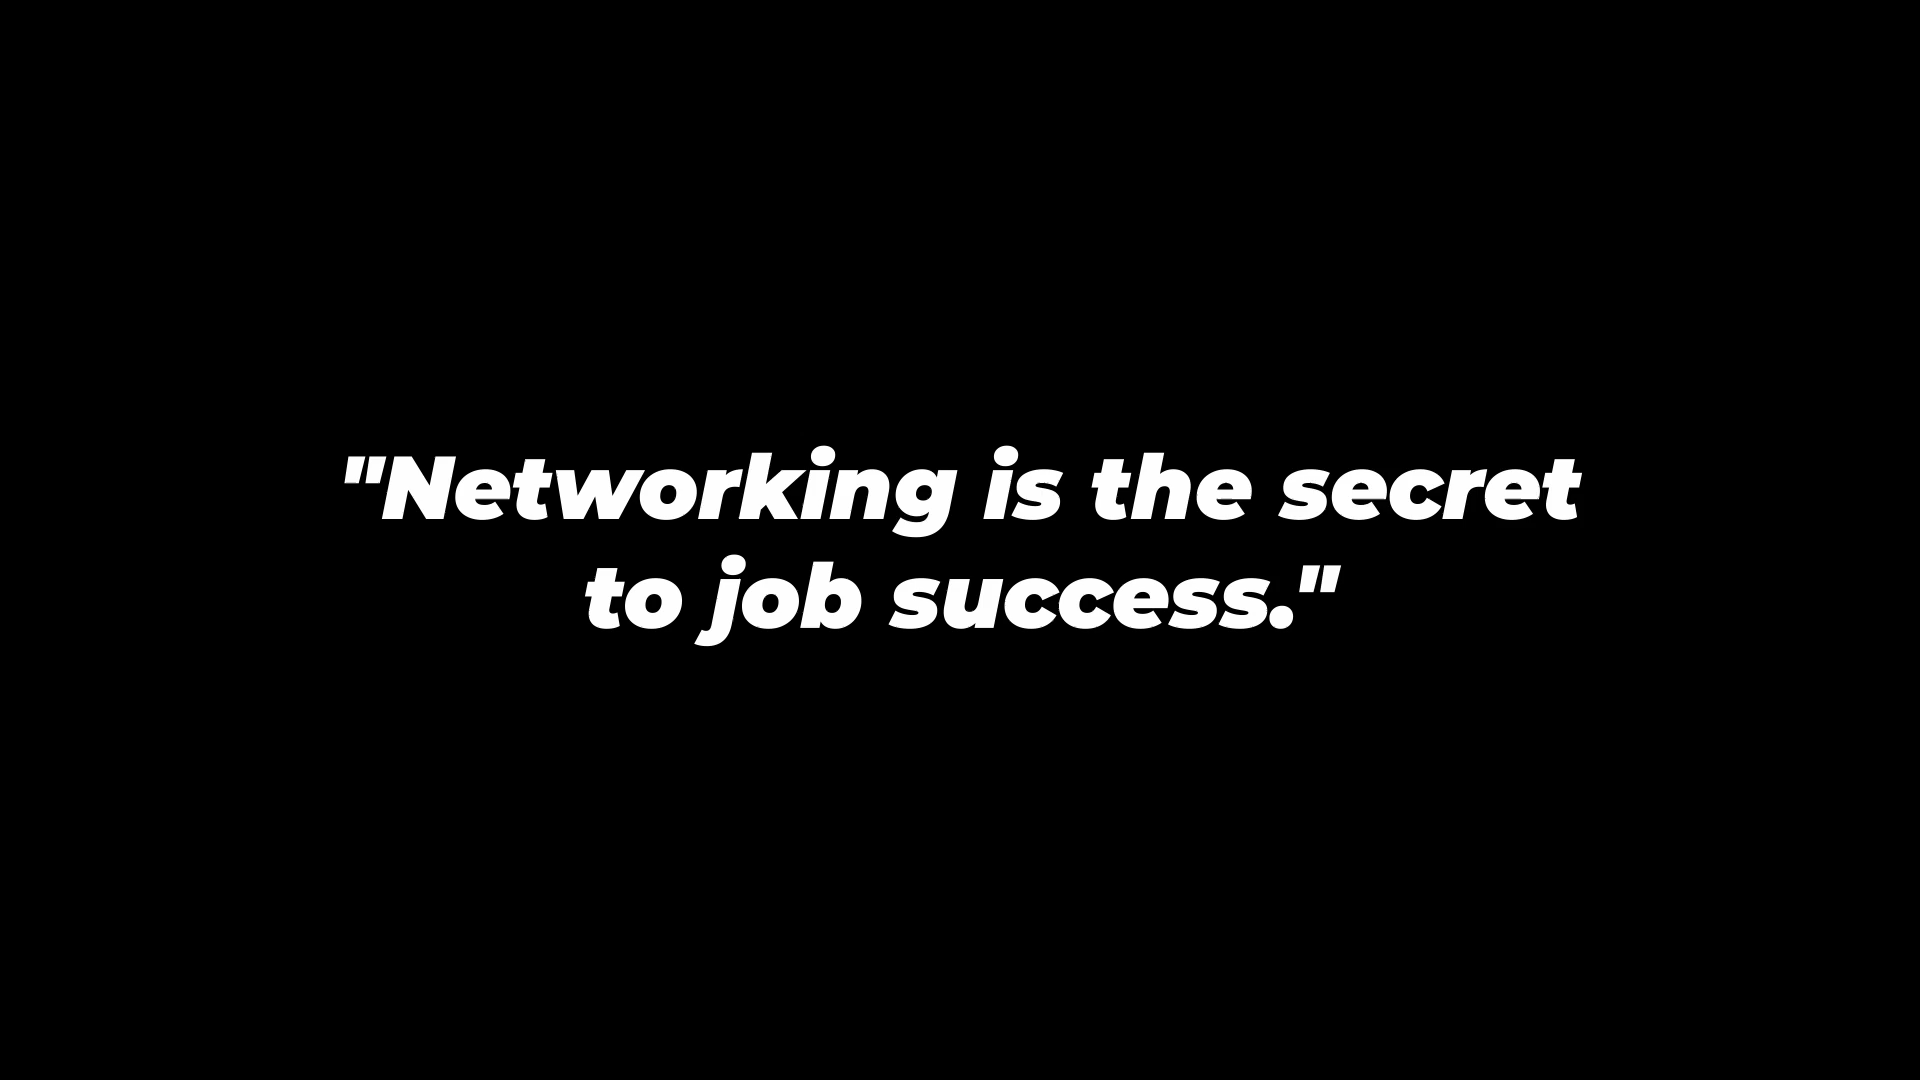 "Networking is the secret
to job success."